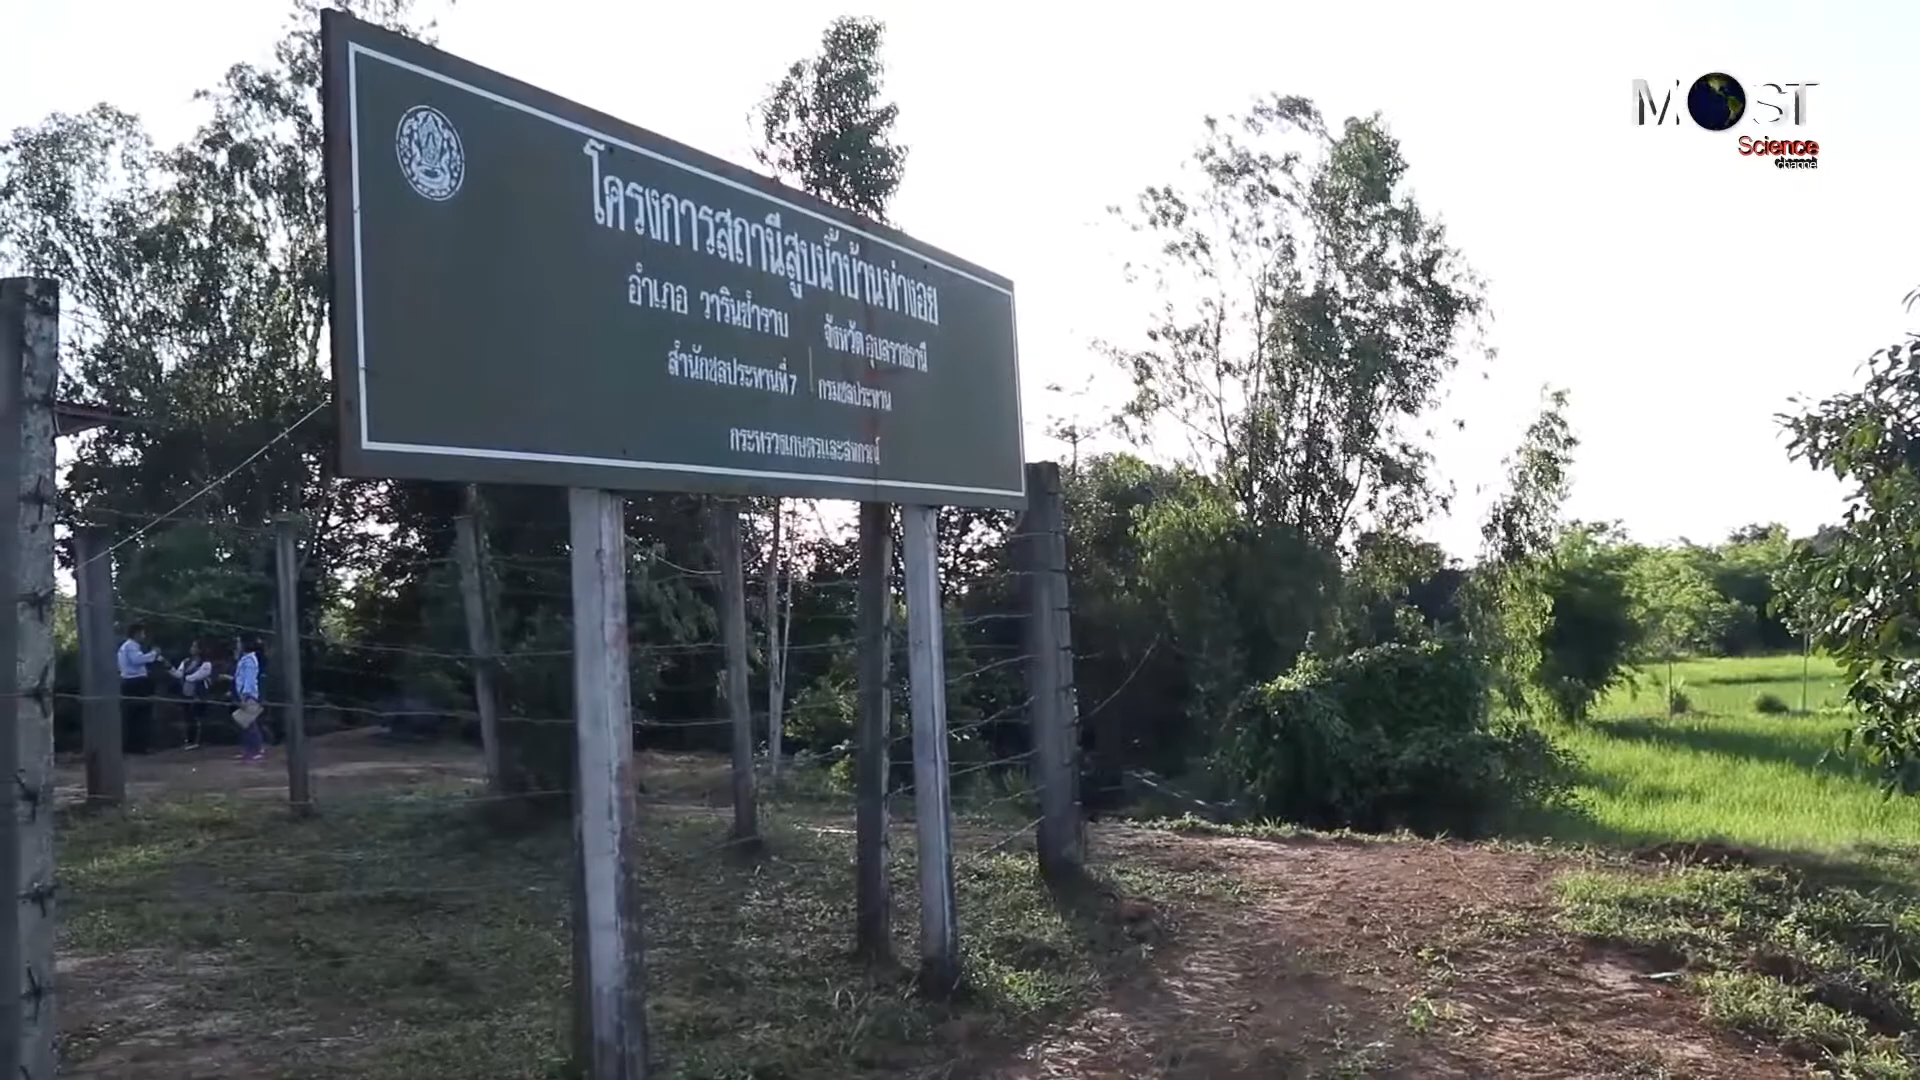 โครงการสถานีสูบน้ำบ้านท่างอย
อำเภอ วารินชำราบ จังหวัด อุบลราชธานี
สำนักชลประทานที่ 7 กรมชลประทาน
กระทรวงเกษตรและสหกรณ์
MOST
Science
channel